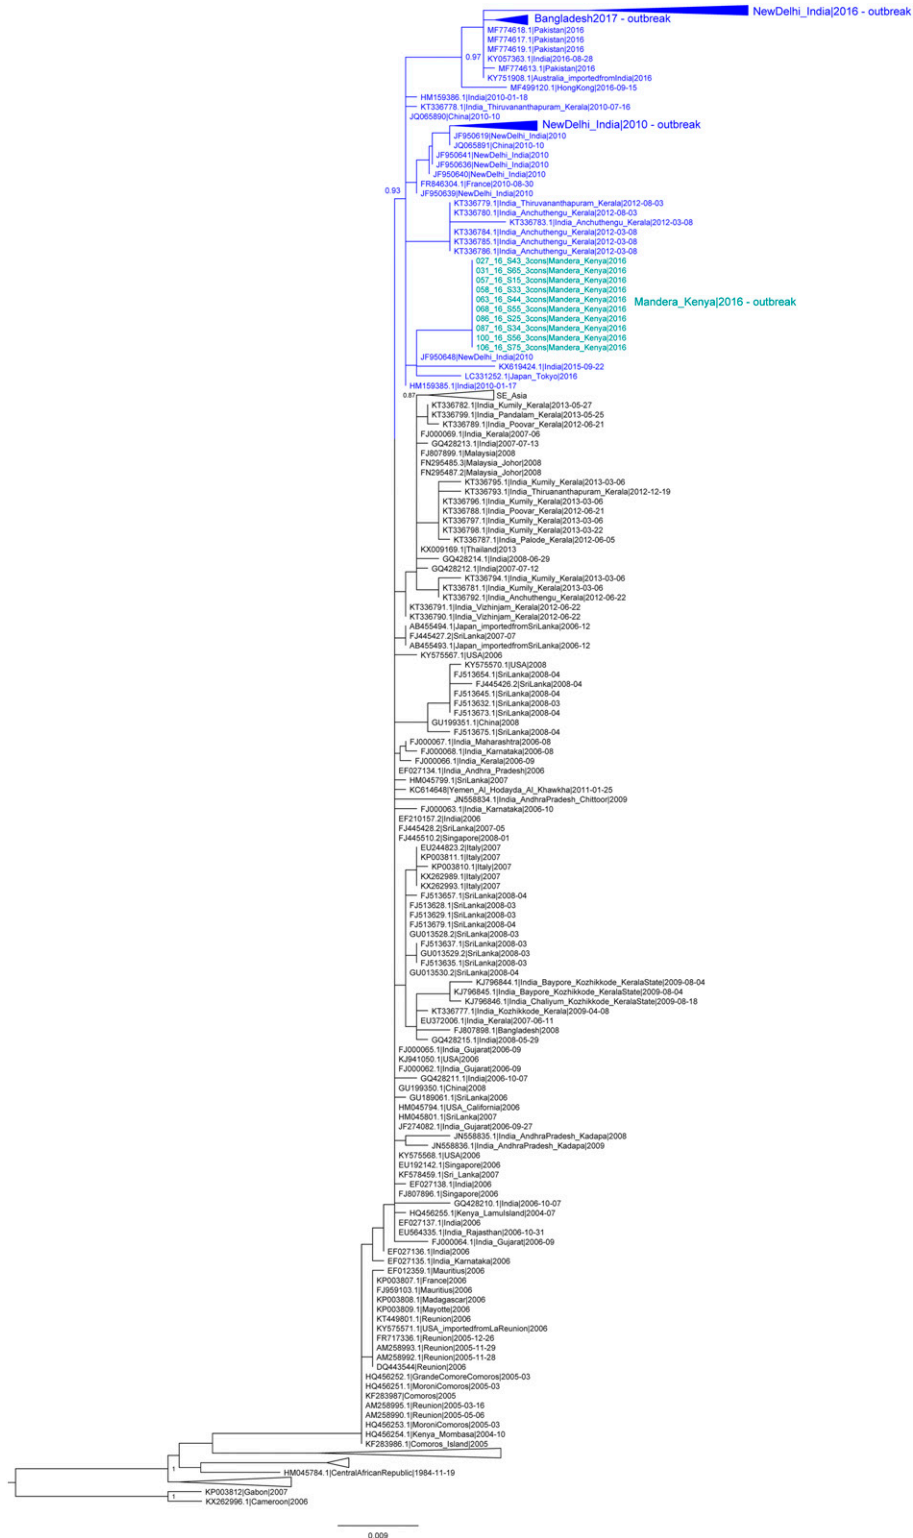 NewDelhi_India|2016 - outbreak
Bangladesh2017 - outbreak
MF774618.1|Pakistan|2016
MF774617.1|Pakistan|2016
MF774619.1|Pakistan|2016
0.97
KY057363.1|India|2016-08-28
MF774613.1|Pakistan|2016
KY751908.1|Australia_importedfromIndia|2016
MF499120.1|HongKong|2016-09-15
HM159386.1|India|2010-01-18
KT336778.1|India_Thiruvananthapuram_Kerala|2010-07-16
JQ065890|China|2010-10
NewDelhi_India|2010 - outbreak
JF950619|NewDelhi_India|2010
JQ065891|China|2010-10
JF950641|NewDelhi_India|2010
JF950636|NewDelhi_India|2010
JF950640|NewDelhi_India|2010
FR846304.1|France|2010-08-30
0.93
JF950639|NewDelhi_India|2010
KT336779.1|India_Thiruvananthapuram_Kerala|2012-08-03
KT336780.1|India_Anchuthengu_Kerala|2012-08-03
KT336783.1|India_Anchuthengu_Kerala|2012-03-08
KT336784.1|India_Anchuthengu_Kerala|2012-03-08
KT336785.1|India_Anchuthengu_Kerala|2012-03-08
KT336786.1|India_Anchuthengu_Kerala|2012-03-08
027_16_S43_3cons|Mandera_Kenya|2016
031_16_S65_3cons|Mandera_Kenya|2016
057_16_S15_3cons|Mandera_Kenya|2016
058_16_S33_3cons|Mandera_Kenya|2016
063_16_S44_3cons|Mandera_Kenya|2016
Mandera_Kenya|2016 - outbreak
068_16_S55_3cons|Mandera_Kenya|2016
086_16_S25_3cons|Mandera_Kenya|2016
087_16_S34_3cons|Mandera_Kenya|2016
100_16_S56_3cons|Mandera_Kenya|2016
106_16_S75_3cons|Mandera_Kenya|2016
JF950648|NewDelhi_India|2010
KX619424.1|India|2015-09-22
LC331252.1|Japan_Tokyo|2016
HM159385.1|India|2010-01-17
0.87
SE_Asia
KT336782.1|India_Kumily_Kerala|2013-05-27
KT336799.1|India_Pandalam_Kerala|2013-05-25
KT336789.1|India_Poovar_Kerala|2012-06-21
FJ000069.1|India_Kerala|2007-06
GQ428213.1|India|2007-07-13
FJ807899.1|Malaysia|2008
FN295485.3|Malaysia_Johor|2008
FN295487.2|Malaysia_Johor|2008
KT336795.1|India_Kumily_Kerala|2013-03-06
KT336793.1|India_Thiruananthapuram_Kerala|2012-12-19
KT336796.1|India_Kumily_Kerala|2013-03-06
KT336788.1|India_Poovar_Kerala|2012-06-21
KT336797.1|India_Kumily_Kerala|2013-03-06
KT336798.1|India_Kumily_Kerala|2013-03-22
KT336787.1|India_Palode_Kerala|2012-06-05
KX009169.1|Thailand|2013
GQ428214.1|India|2008-06-29
GQ428212.1|India|2007-07-12
KT336794.1|India_Kumily_Kerala|2013-03-06
KT336781.1|India_Kumily_Kerala|2013-03-06
KT336792.1|India_Anchuthengu_Kerala|2012-06-22
KT336791.1|India_Vizhinjam_Kerala|2012-06-22
KT336790.1|India_Vizhinjam_Kerala|2012-06-22
AB455494.1|Japan_importedfromSriLanka|2006-12
FJ445427.2|SriLanka|2007-07
AB455493.1|Japan_importedfromSriLanka|2006-12
KY575567.1|USA|2006
KY575570.1|USA|2008
FJ513654.1|SriLanka|2008-04
FJ445426.2|SriLanka|2008-04
FJ513645.1|SriLanka|2008-04
FJ513632.1|SriLanka|2008-03
FJ513673.1|SriLanka|2008-04
GU199351.1|China|2008
FJ513675.1|SriLanka|2008-04
FJ000067.1|India_Maharashtra|2006-08
FJ000068.1|India_Karnataka|2006-08
FJ000066.1|India_Kerala|2006-09
EF027134.1|India_Andhra_Pradesh|2006
HM045799.1|SriLanka|2007
KC614648|Yemen_Al_Hodayda_Al_Khawkha|2011-01-25
JN558834.1|India_AndhraPradesh_Chittoor|2009
FJ000063.1|India_Karnataka|2006-10
EF210157.2|India|2006
FJ445428.2|SriLanka|2007-05
FJ445510.2|Singapore|2008-01
EU244823.2|Italy|2007
KP003811.1|Italy|2007
KP003810.1|Italy|2007
KX262989.1|Italy|2007
KX262993.1|Italy|2007
FJ513657.1|SriLanka|2008-04
FJ513628.1|SriLanka|2008-03
FJ513629.1|SriLanka|2008-03
FJ513679.1|SriLanka|2008-04
GU013528.2|SriLanka|2008-03
FJ513637.1|SriLanka|2008-03
GU013529.2|SriLanka|2008-03
FJ513635.1|SriLanka|2008-03
GU013530.2|SriLanka|2008-04
KJ796844.1|India_Baypore_Kozhikkode_KeralaState|2009-08-04
KJ796845.1|India_Baypore_Kozhikkode_KeralaState|2009-08-04
KJ796846.1|India_Chaliyum_Kozhikkode_KeralaState|2009-08-18
KT336777.1|India_Kozhikkode_Kerala|2009-04-08
EU372006.1|India_Kerala|2007-06-11
FJ807898.1|Bangladesh|2008
GQ428215.1|India|2008-05-29
FJ000065.1|India_Gujarat|2006-09
KJ941050.1|USA|2006
FJ000062.1|India_Gujarat|2006-09
GQ428211.1|India|2006-10-07
GU199350.1|China|2008
GU189061.1|SriLanka|2006
HM045794.1|USA_California|2006
HM045801.1|SriLanka|2007
JF274082.1|India_Gujarat|2006-09-27
JN558835.1|India_AndhraPradesh_Kadapa|2008
JN558836.1|India_AndhraPradesh_Kadapa|2009
KY575568.1|USA|2006
EU192142.1|Singapore|2006
KF578459.1|Sri_Lanka|2007
EF027138.1|India|2006
FJ807896.1|Singapore|2006
GQ428210.1|India|2006-10-07
HQ456255.1|Kenya_LamuIsland|2004-07
EF027137.1|India|2006
EU564335.1|India_Rajasthan|2006-10-31
FJ000064.1|India_Gujarat|2006-09
EF027136.1|India|2006
EF027135.1|India_Karnataka|2006
EF012359.1|Mauritius|2006
KP003807.1|France|2006
FJ959103.1|Mauritius|2006
KP003808.1|Madagascar|2006
KP003809.1|Mayotte|2006
KT449801.1|Reunion|2006
KY575571.1|USA_importedfromLaReunion|2006
FR717336.1|Reunion|2005-12-26
AM258993.1|Reunion|2005-11-29
AM258992.1|Reunion|2005-11-28
DQ443544|Reunion|2006
HQ456252.1|GrandeComoreComoros|2005-03
HQ456251.1|MoroniComoros|2005-03
KF283987|Comoros|2005
AM258995.1|Reunion|2005-03-16
AM258990.1|Reunion|2005-05-06
HQ456253.1|MoroniComoros|2005-03
HQ456254.1|Kenya_Mombasa|2004-10
KF283986.1|Comoros_Island|2005
1
HM045784.1|CentralAfricanRepublic|1984-11-19
KP003812|Gabon|2007
1
KX262996.1|Cameroon|2006
0.009